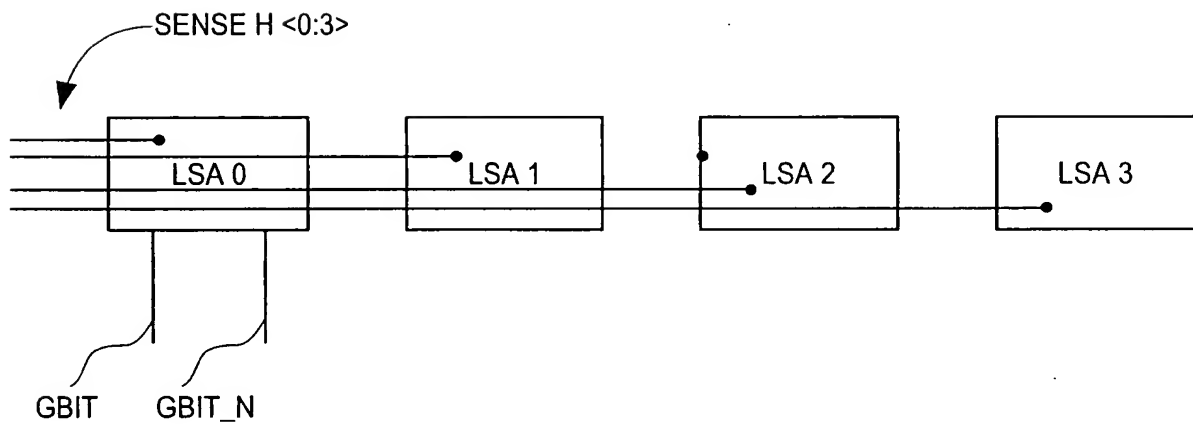 SENSE H <0:3>
LSA 0
LSA 1
LSA 2
LSA 3
GBIT
GBIT_N